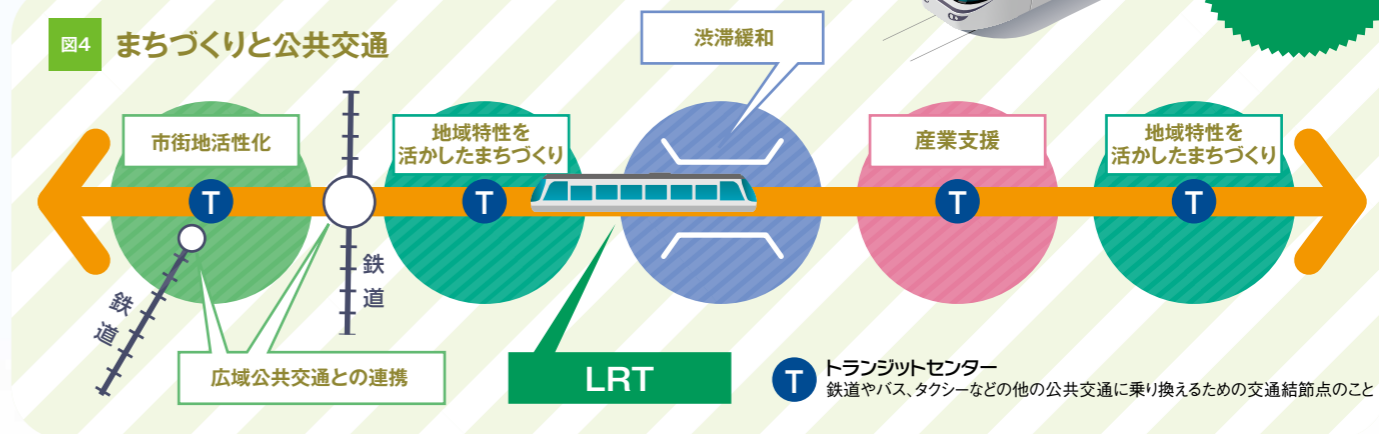 図4 まちづくりと公共交通
渋滞緩和
市街地活性化
地域特性を
活かしたまちづくり
産業支援
地域特性を
活かしたまちづくり
T
T
T
T
鉄道
鉄道
広域公共交通との連携
LRT
T トランジットセンター
鉄道やバス、タクシーなどの他の公共交通に乗り換えるための交通結節点のこと